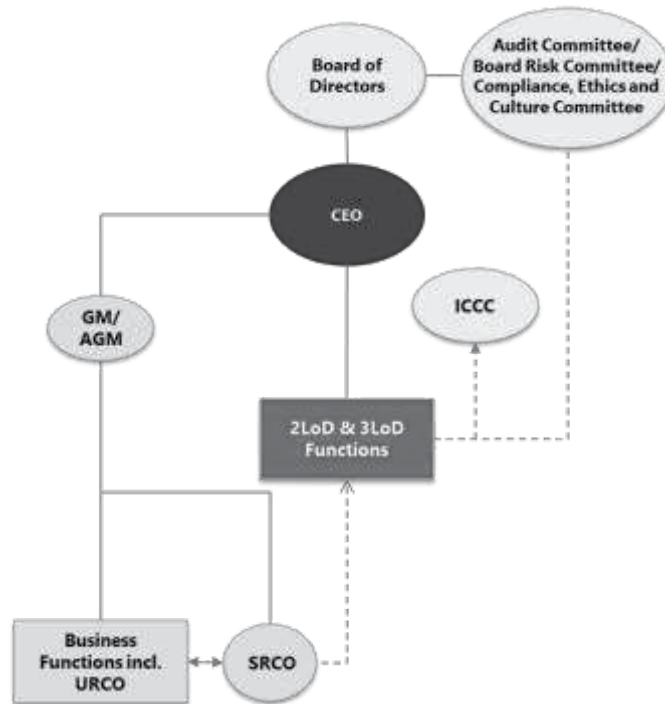 Board of
Directors
Audit Committee/
Board Risk Committee/
Compliance, Ethics and
Culture Committee
CEO
GM/
AGM
ICCC
2LoD & 3LoD
Functions
Business
Functions incl.
URCO
SRCO